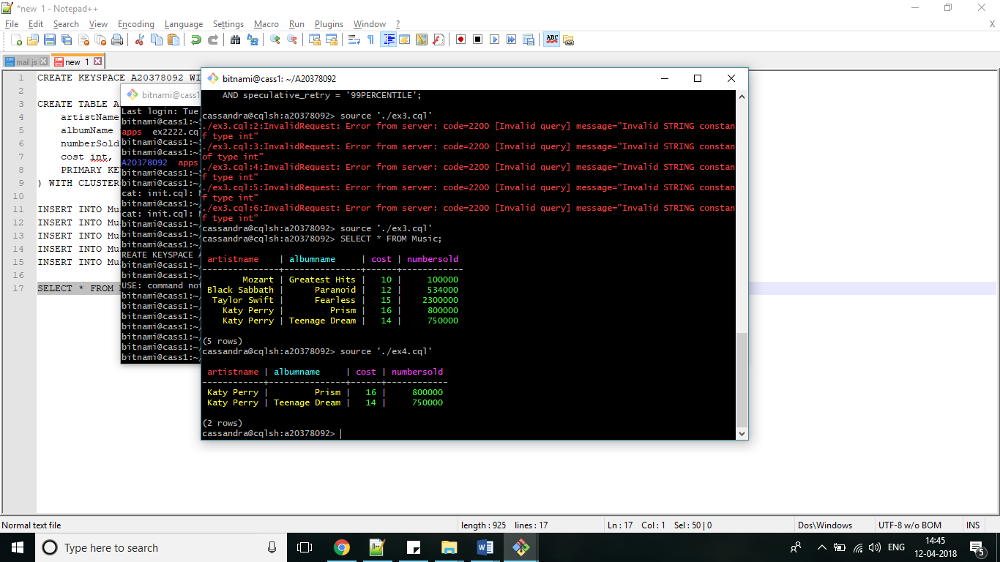 *new 1 - Notepad++
File Edit Search View Encoding Language Settings Macro Run Plugins Window ?
X
ABC
mail.js new 1
1 CREATE KEYSPACE A20378092 WI
2
3 CREATE TABLE A
4 artistName
5 albumName
6 numberSold
7 cost int,
8 PRIMARY KEY
9 ) WITH CLUSTER
10
11 INSERT INTO Mus
12 INSERT INTO Mus
13 INSERT INTO Mus
14 INSERT INTO Mus
15 INSERT INTO Mus
16
17 SELECT * FROM
bitnami@cass1
Last login: Tue
bitnami@cass1:~$
apps ex2222.cq
bitnami@cass1:~$
bitnami@cass1:~$
A20378092 apps
bitnami@cass1:~$
bitnami@cass1:~/
cat: init.cql: N
bitnami@cass1:~/
cat: init.cql: N
bitnami@cass1:~/
bitnami@cass1:~/
REATE KEYSPACE A
bitnami@cass1:~/
bitnami@cass1:~/
USE: command not
bitnami@cass1:~/
bitnami@cass1:~/
bitnami@cass1:~/
bitnami@cass1:~/
bitnami@cass1:~/
bitnami@cass1:~/
bitnami@cass1:~/
bitnami@cass1: ~/A20378092
AND speculative_retry = '99PERCENTILE';
cassandra@cqlsh:a20378092> source './ex3.cql'
./ex3.cql:2:InvalidRequest: Error from server: code=2200 [Invalid query] message="Invalid STRING constan
f type int"
./ex3.cql:3:InvalidRequest: Error from server: code=2200 [Invalid query] message="Invalid STRING constan
of type int"
./ex3.cql:4:InvalidRequest: Error from server: code=2200 [Invalid query] message="Invalid STRING constan
f type int"
./ex3.cql:5:InvalidRequest: Error from server: code=2200 [Invalid query] message="Invalid STRING constan
f type int"
./ex3.cql:6:InvalidRequest: Error from server: code=2200 [Invalid query] message="Invalid STRING constan
f type int"
cassandra@cqlsh:a20378092> source './ex3.cql'
cassandra@cqlsh:a20378092> SELECT * FROM Music;
artistname | albumname | cost | numbersold
---------------+----------------+------+------------
Mozart | Greatest Hits | 10 | 100000
Black Sabbath | Paranoid | 12 | 534000
Taylor Swift | Fearless | 15 | 2300000
Katy Perry | Prism | 16 | 800000
Katy Perry | Teenage Dream | 14 | 750000
(5 rows)
cassandra@cqlsh:a20378092> source './ex4.cql'
artistname | albumname | cost | numbersold
------------+---------------+------+------------
Katy Perry | Prism | 16 | 800000
Katy Perry | Teenage Dream | 14 | 750000
(2 rows)
cassandra@cqlsh:a20378092>
Normal text file length : 925 lines : 17 Ln : 17 Col : 1 Sel : 50 | 0 Dos\Windows UTF-8 w/o BOM INS
Type here to search
ENG
14:45
12-04-2018
5